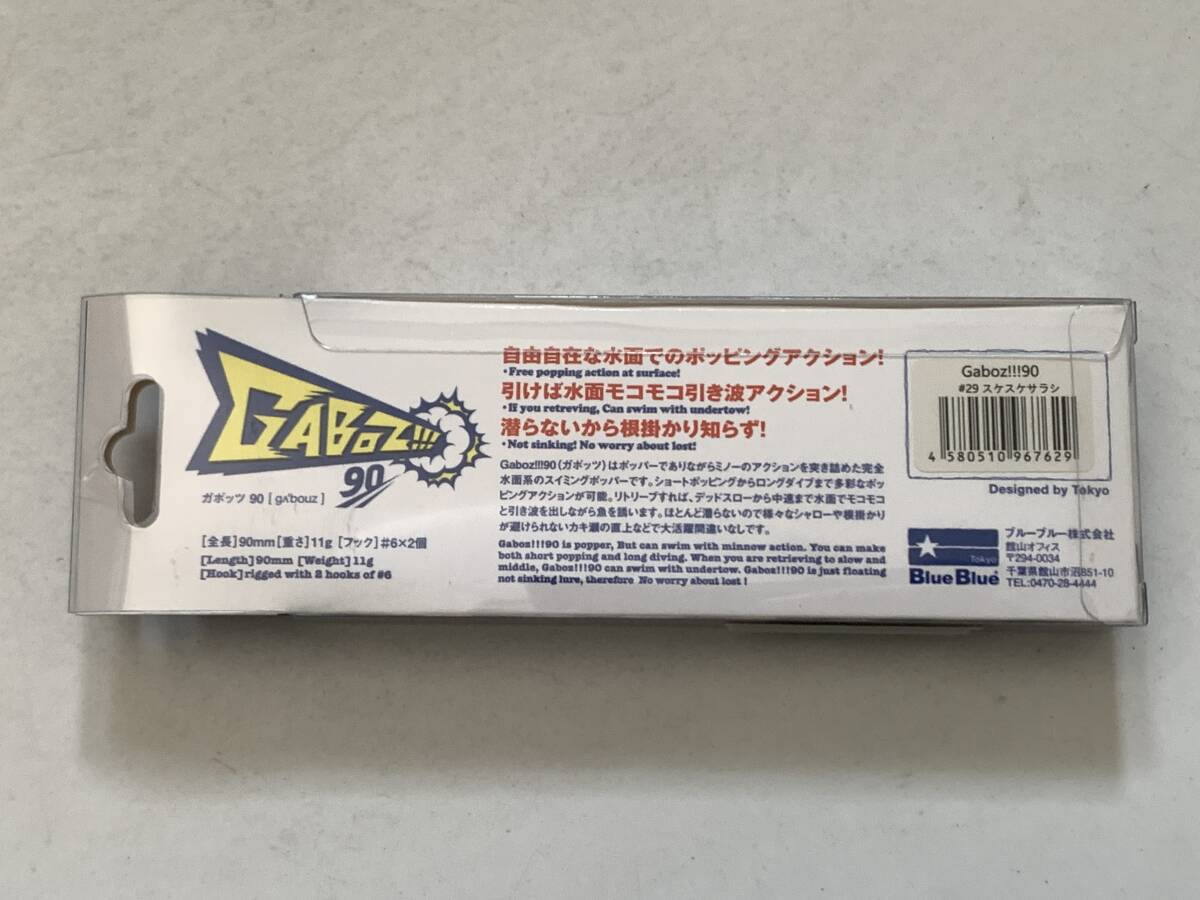 GABOZ!!!
90
ガボッツ 90 [ gʌ'bouz ]
[全長]90mm[重さ]11g [フック]#6×2個
[Length]90mm [Weight]11g
[Hook]rigged with 2 hooks of #6
自由自在な水面でのポッピングアクション!
・Free popping action at surface!
引けば水面モコモコ引き波アクション!
・If you retreving, Can swim with undertow!
潜らないから根掛かり知らず!
・Not sinking! No worry about lost!
Gaboz!!!90(ガボッツ)はポッパーでありながらミノーのアクションを突き詰めた完全
水面系のスイミングポッパーです。ショートポッピングからロングダイブまで多彩なポッ
ピングアクションが可能。リトリーブすれば、デッドスローから中速まで水面でモコモコ
と引き波を出しながら魚を誘います。ほとんど潜らないので様々なシャローや根掛かり
が避けられないカキ瀬の直上などで大活躍間違いなしです。
Gaboz!!!90 is popper, But can swim with minnow action. You can make
both short popping and long diving. When you are retrieving to slow and
middle, Gaboz!!!90 can swim with undertow. Gaboz!!!90 is just floating
not sinking lure, therefore No worry about lost !
Gaboz!!!90
#29 スケスケサラシ
4 580510 967629
Designed by Tokyo
Tokyo
BlueBlue
ブルーブルー株式会社
館山オフィス
〒294-0034
千葉県館山市沼851-10
TEL:0470-28-4444